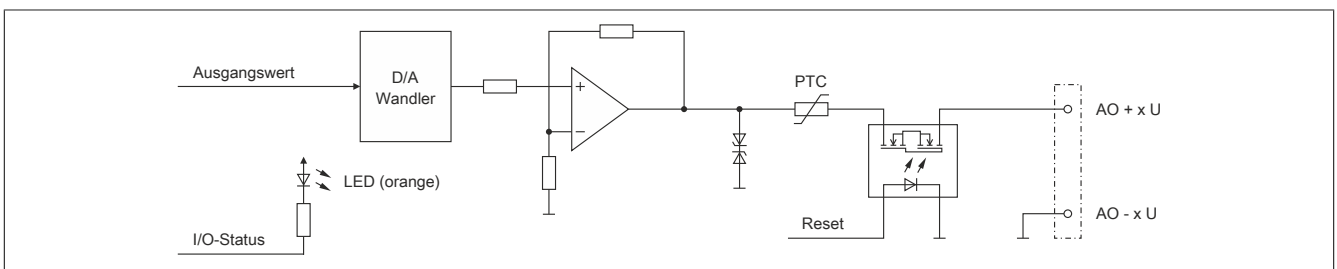 Ausgangswert
D/A
Wandler
+
−
PTC
AO + x U
LED (orange)
I/O-Status
Reset
AO - x U